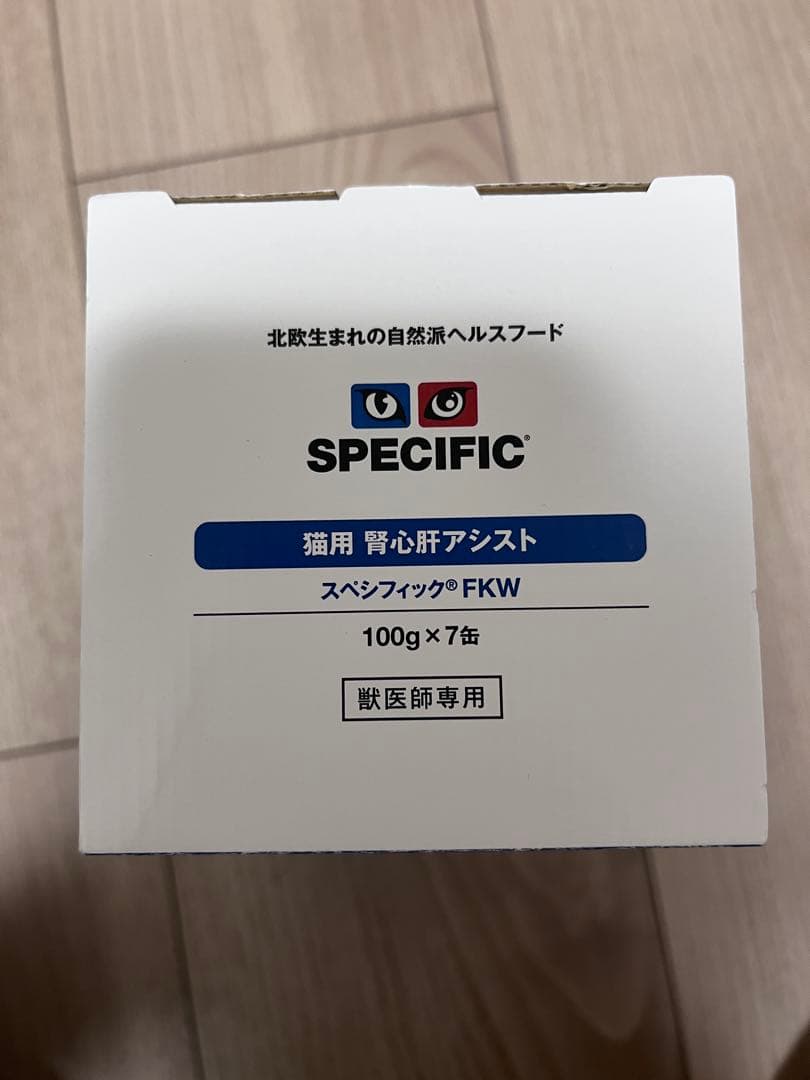 北欧生まれの自然派ヘルスフード
SPECIFIC®
猫用 腎心肝アシスト
スペシフィック® FKW
100g×7缶
獣医師専用